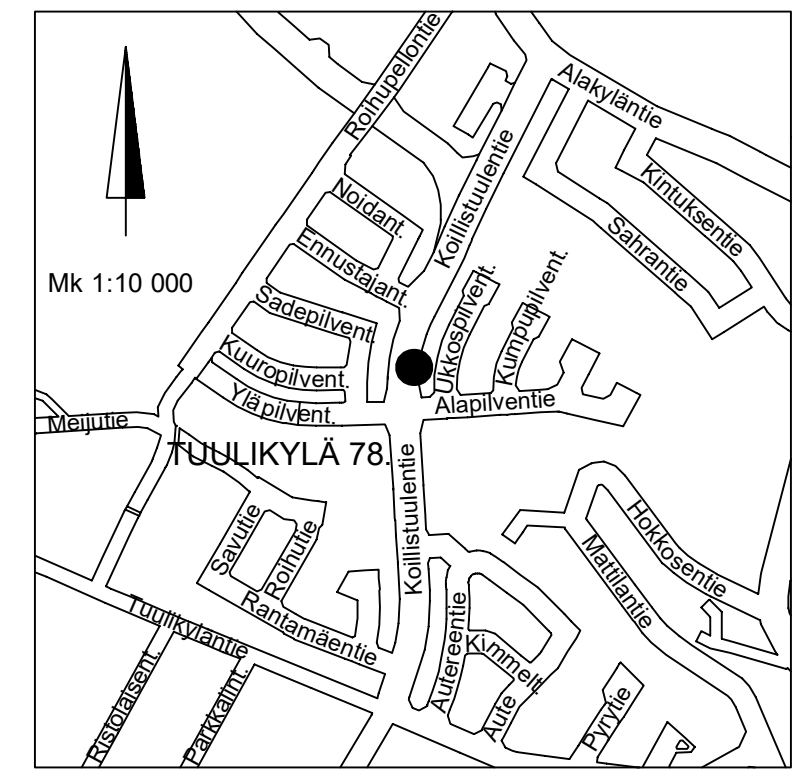 Roihupellontie
Alakyläntie
Kintuksentie
Koillistuulentie
Noidant.
Sahrantie
Ennustajant.
Mk 1:10 000
Ukkospilvent.
Kumpupilvent.
Sadepilvent.
Kuuropilvent.
Yläpilvent.
Alapilventie
Meijutie
TUULIKYLÄ 78.
Koillistuulentie
Hokkosentie
Mattilantie
Savutie
Roihutie
Rantamäentie
Tuulikyläntie
Autereentie
Kimmelt.
Aute
Pyrytie
Ristolaisent.
Parkkalint.